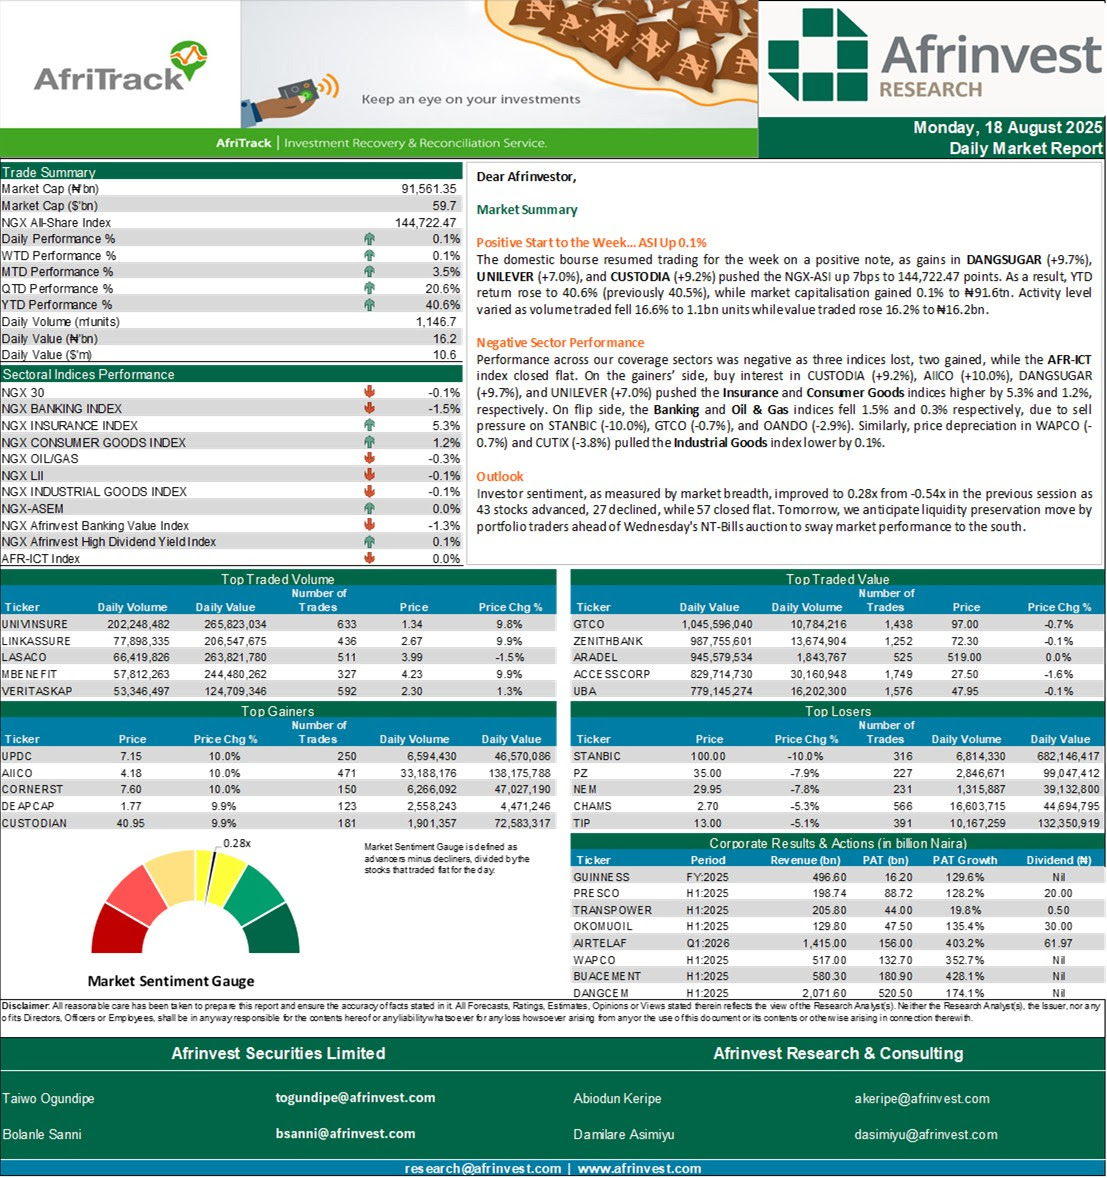 AfriTrack
Keep an eye on your investments
AfriTrack | Investment Recovery & Reconciliation Service.
Afrinvest
RESEARCH
Monday, 18 August 2025
Daily Market Report
Trade Summary
Market Cap (₦'bn) 91,561.35
Market Cap ($'bn) 59.7
NGX All-Share Index 144,722.47
Daily Performance % 0.1%
WTD Performance % 0.1%
MTD Performance % 3.5%
QTD Performance % 20.6%
YTD Performance % 40.6%
Daily Volume (m'units) 1,146.7
Daily Value (₦'bn) 16.2
Daily Value ($'m) 10.6
Sectoral Indices Performance
NGX 30 -0.1%
NGX BANKING INDEX -1.5%
NGX INSURANCE INDEX 5.3%
NGX CONSUMER GOODS INDEX 1.2%
NGX OIL/GAS -0.3%
NGX LII -0.1%
NGX INDUSTRIAL GOODS INDEX -0.1%
NGX-ASEM 0.0%
NGX Afrinvest Banking Value Index -1.3%
NGX Afrinvest High Dividend Yield Index 0.1%
AFR-ICT Index 0.0%
Dear Afrinvestor,
Market Summary
Positive Start to the Week... ASI Up 0.1%
The domestic bourse resumed trading for the week on a positive note, as gains in DANGSUGAR (+9.7%),
UNILEVER (+7.0%), and CUSTODIA (+9.2%) pushed the NGX-ASI up 7bps to 144,722.47 points. As a result, YTD
return rose to 40.6% (previously 40.5%), while market capitalisation gained 0.1% to ₦91.6tn. Activity level
varied as volume traded fell 16.6% to 1.1bn units while value traded rose 16.2% to ₦16.2bn.
Negative Sector Performance
Performance across our coverage sectors was negative as three indices lost, two gained, while the AFR-ICT
index closed flat. On the gainers' side, buy interest in CUSTODIA (+9.2%), AIICO (+10.0%), DANGSUGAR
(+9.7%), and UNILEVER (+7.0%) pushed the Insurance and Consumer Goods indices higher by 5.3% and 1.2%,
respectively. On flip side, the Banking and Oil & Gas indices fell 1.5% and 0.3% respectively, due to sell
pressure on STANBIC (-10.0%), GTCO (-0.7%), and OANDO (-2.9%). Similarly, price depreciation in WAPCO (-
0.7%) and CUTIX (-3.8%) pulled the Industrial Goods index lower by 0.1%.
Outlook
Investor sentiment, as measured by market breadth, improved to 0.28x from -0.54x in the previous session as
43 stocks advanced, 27 declined, while 57 closed flat. Tomorrow, we anticipate liquidity preservation move by
portfolio traders ahead of Wednesday's NT-Bills auction to sway market performance to the south.
Top Traded Volume
Ticker Daily Volume Daily Value Number of Trades Price Price Chg %
UNIVINSURE 202,248,482 265,823,034 633 1.34 9.8%
LINKASSURE 77,898,335 206,547,675 436 2.67 9.9%
LASACO 66,419,826 263,821,780 511 3.99 -1.5%
MBENEFIT 57,812,263 244,480,262 327 4.23 9.9%
VERITASKAP 53,346,497 124,709,346 592 2.30 1.3%
Top Traded Value
Ticker Daily Value Daily Volume Number of Trades Price Price Chg %
GTCO 1,045,596,040 10,784,216 1,438 97.00 -0.7%
ZENITHBANK 987,755,601 13,674,904 1,252 72.30 -0.1%
ARADEL 945,579,534 1,843,767 525 519.00 0.0%
ACCESSCORP 829,714,730 30,160,948 1,749 27.50 -1.6%
UBA 779,145,274 16,202,300 1,576 47.95 -0.1%
Top Gainers
Ticker Price Price Chg % Number of Trades Daily Volume Daily Value
UPDC 7.15 10.0% 250 6,594,430 46,570,086
AIICO 4.18 10.0% 471 33,188,176 138,175,788
CORNERST 7.60 10.0% 150 6,266,092 47,027,190
DEAPCAP 1.77 9.9% 123 2,558,243 4,471,246
CUSTODIAN 40.95 9.9% 181 1,901,357 72,583,317
Top Losers
Ticker Price Price Chg % Number of Trades Daily Volume Daily Value
STANBIC 100.00 -10.0% 316 6,814,330 682,146,417
PZ 35.00 -7.9% 227 2,846,671 99,047,412
NEM 29.95 -7.8% 231 1,315,887 39,132,800
CHAMS 2.70 -5.3% 566 16,603,715 44,694,795
TIP 13.00 -5.1% 391 10,167,259 132,350,919
0.28x
Market Sentiment Gauge is defined as
advancers minus decliners, divided by the
stocks that traded flat for the day.
Market Sentiment Gauge
Corporate Results & Actions (in billion Naira)
Ticker Period Revenue (bn) PAT (bn) PAT Growth Dividend (₦)
GUINNESS FY:2025 496.60 16.20 129.6% Nil
PRESCO H1:2025 198.74 88.72 128.2% 20.00
TRANSPOWER H1:2025 205.80 44.00 19.8% 0.50
OKOMUOIL H1:2025 129.80 47.50 135.4% 30.00
AIRTELAF Q1:2026 1,415.00 156.00 403.2% 61.97
WAPCO H1:2025 517.00 132.70 352.7% Nil
BUACEMENT H1:2025 580.30 180.90 428.1% Nil
DANGCEM H1:2025 2,071.60 520.50 174.1% Nil
Disclaimer: All reasonable care has been taken to prepare this report and ensure the accuracy of facts stated in it. All Forecasts, Ratings, Estimates, Opinions or Views stated therein reflects the view of the Research Analyst(s). Neither the Research Analyst(s), the Issuer, nor any
of its Directors, Officers or Employees, shall be in anyway responsible for the contents hereof or any liability whatsoever for any loss howsoever arising from any or the use of this document or its contents or otherwise arising in connection therewith.
Afrinvest Securities Limited
Afrinvest Research & Consulting
Taiwo Ogundipe togundipe@afrinvest.com Abiodun Keripe akeripe@afrinvest.com
Bolanle Sanni bsanni@afrinvest.com Damilare Asimiyu dasimiyu@afrinvest.com
research@afrinvest.com | www.afrinvest.com